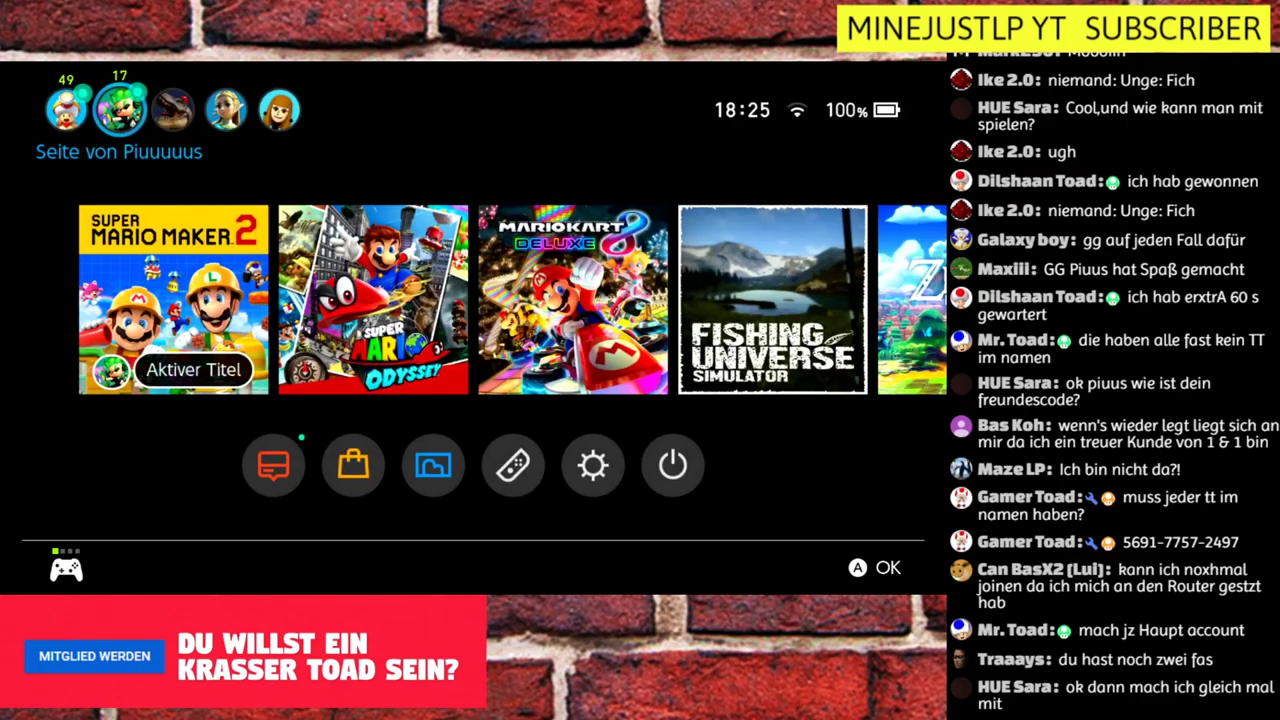 MINEJUSTLP YT SUBSCRIBER
49
17
18:25
100%
Seite von Piuuuuus
SUPER
MARIO MAKER 2
Aktiver Titel
SUPER
MARIO
ODYSSEY
MARIOKART 8
DELUXE
FISHING
UNIVERSE
SIMULATOR
Z
A OK
MITGLIED WERDEN
DU WILLST EIN
KRASSER TOAD SEIN?
Ike 2.0: niemand: Unge: Fich
HUE Sara: Cool,und wie kann man mit
spielen?
Ike 2.0: ugh
Dilshaan Toad: ich hab gewonnen
Ike 2.0: niemand: Unge: Fich
Galaxy boy: gg auf jeden Fall dafür
Maxiii: GG Piuus hat Spaß gemacht
Dilshaan Toad: ich hab erxtrA 60 s
gewartert
Mr. Toad: die haben alle fast kein TT
im namen
HUE Sara: ok piuus wie ist dein
freundescode?
Bas Koh: wenn's wieder legt liegt sich an
mir da ich ein treuer Kunde von 1 & 1 bin
Maze LP: Ich bin nicht da?!
Gamer Toad: muss jeder tt im
namen haben?
Gamer Toad: 5691-7757-2497
Can BasX2 (Lui): kann ich noxhmal
joinen da ich mich an den Router gestzt
hab
Mr. Toad: mach jz Haupt account
Traaays: du hast noch zwei fas
HUE Sara: ok dann mach ich gleich mal
mit